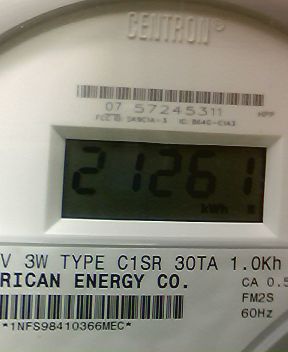 CENTRON®
07 57245311
HPP
21261
kWh
V 3W TYPE C1SR 30TA 1.0Kh
RICAN ENERGY CO.
CA 0.5
FM2S
60Hz
*1NFS98410366MEC*